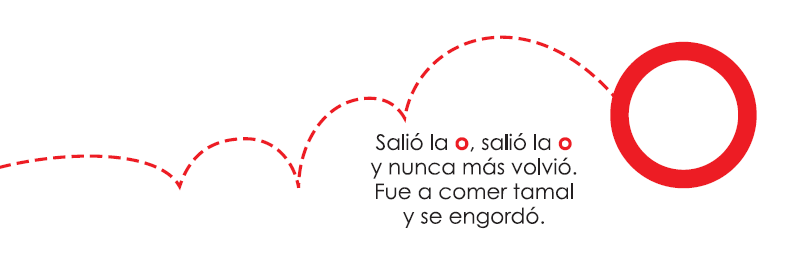 Salió la o, salió la o
y nunca más volvió.
Fue a comer tamal
y se engordó.